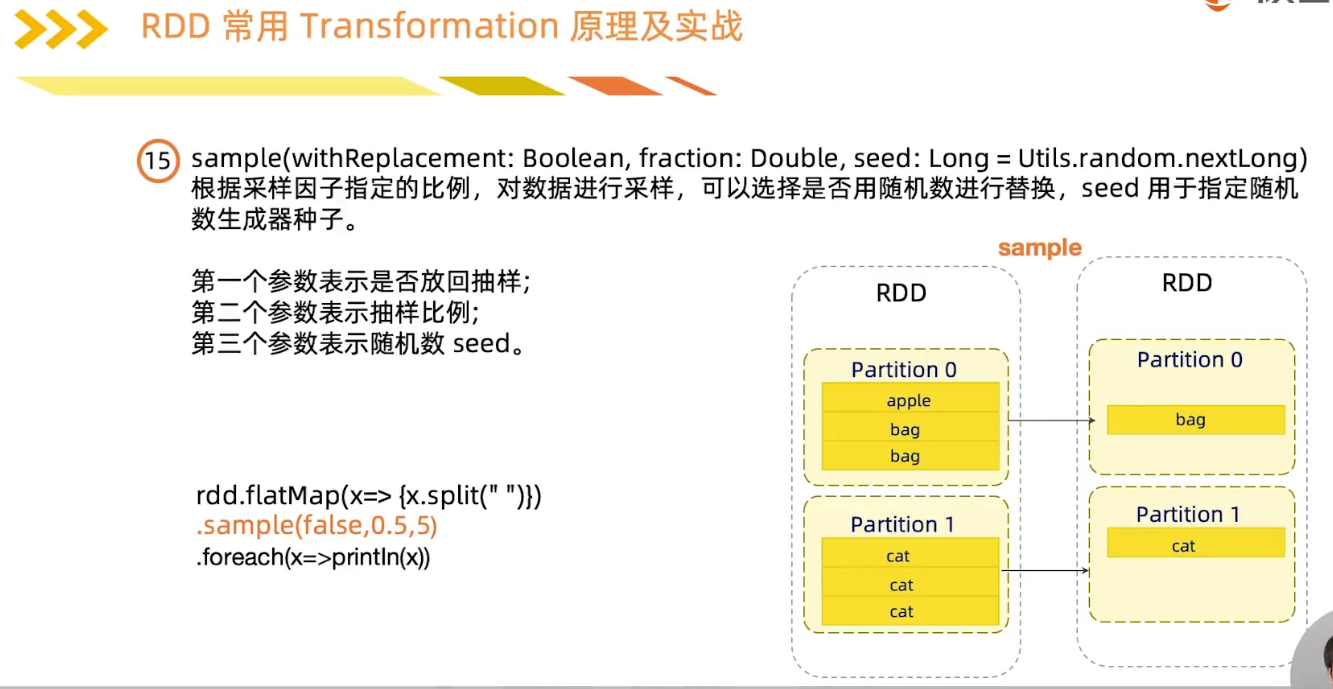 RDD 常用 Transformation 原理及实战
15
sample(withReplacement: Boolean, fraction: Double, seed: Long = Utils.random.nextLong)
根据采样因子指定的比例，对数据进行采样，可以选择是否用随机数进行替换，seed 用于指定随机
数生成器种子。
第一个参数表示是否放回抽样;
第二个参数表示抽样比例;
第三个参数表示随机数 seed。
rdd.flatMap(x=> {x.split(" ")})
.sample(false,0.5,5)
.foreach(x=>println(x))
sample
RDD
Partition 0
apple
bag
bag
Partition 1
cat
cat
cat
RDD
Partition 0
bag
Partition 1
cat